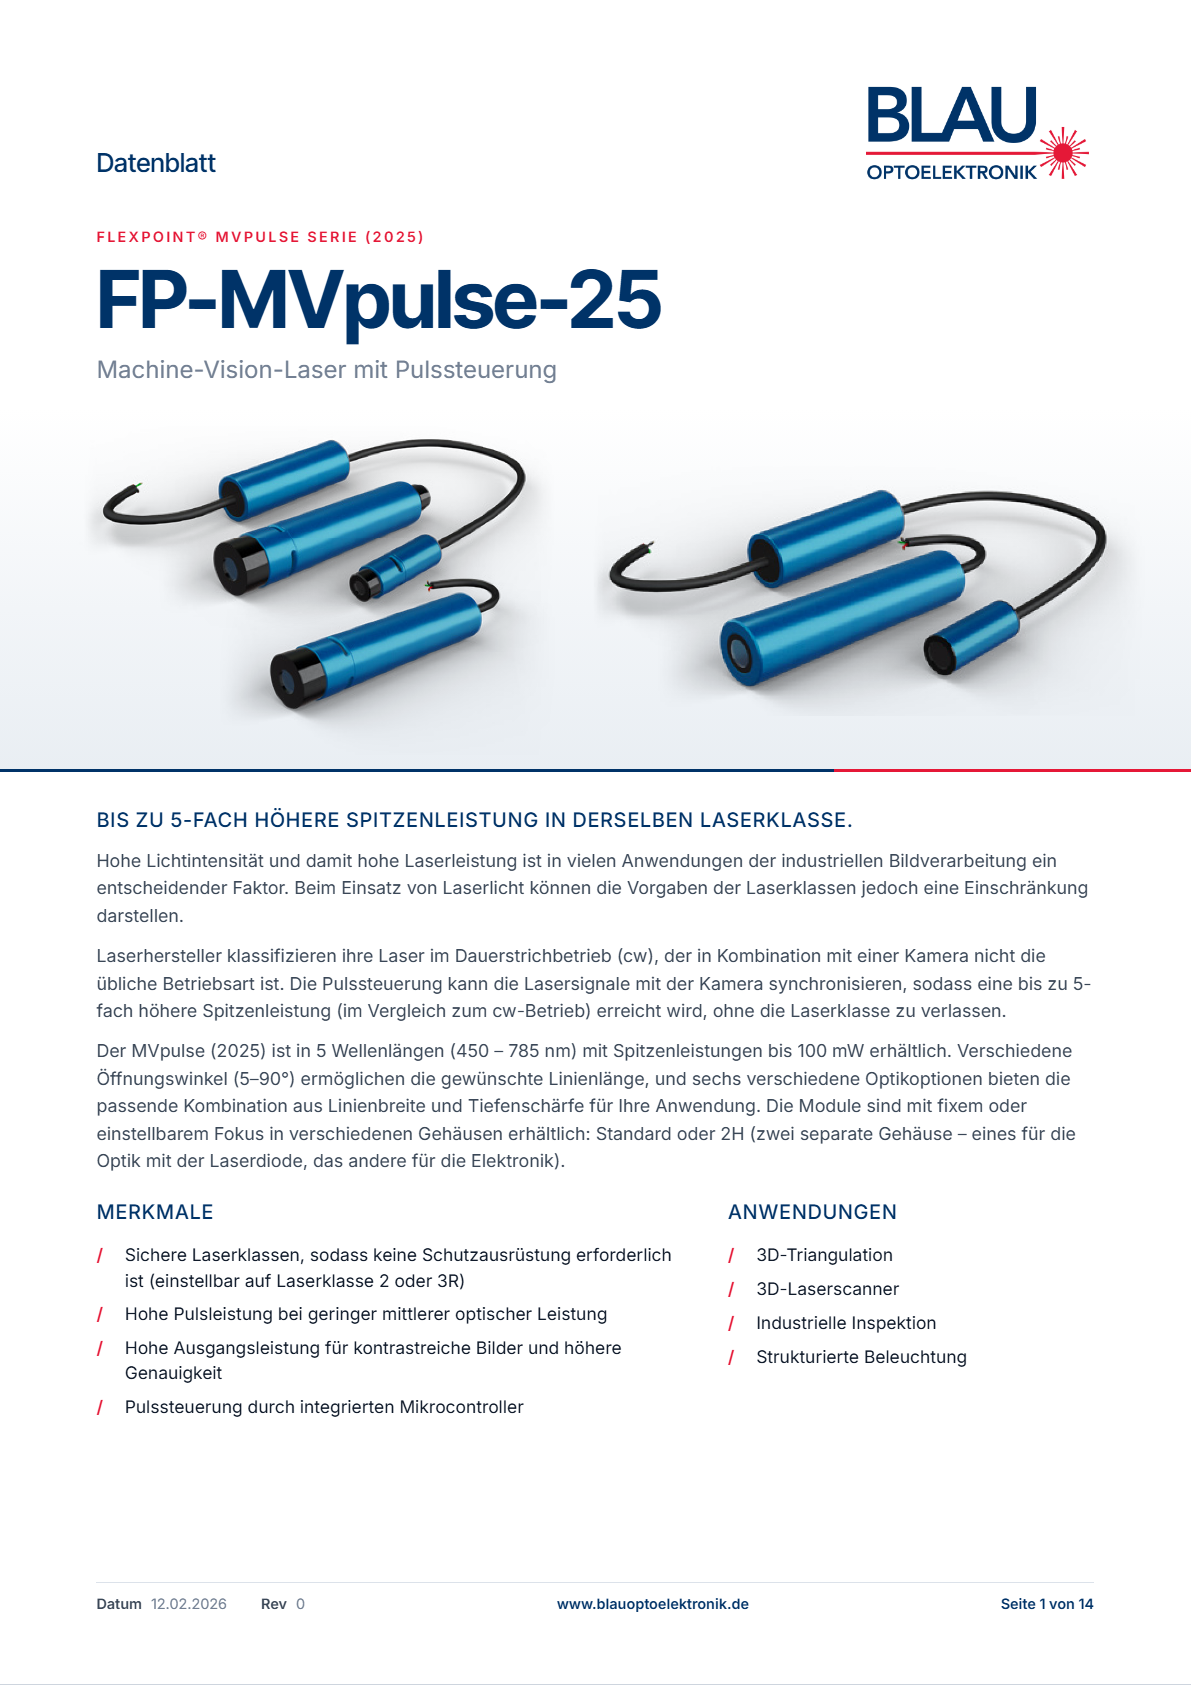 BLAU
OPTOELEKTRONIK
Datenblatt
FLEXPOINT® MVPULSE SERIE (2025)
FP-MVpulse-25
Machine-Vision-Laser mit Pulssteuerung
BIS ZU 5-FACH HÖHERE SPITZENLEISTUNG IN DERSELBEN LASERKLASSE.
Hohe Lichtintensität und damit hohe Laserleistung ist in vielen Anwendungen der industriellen Bildverarbeitung ein
entscheidender Faktor. Beim Einsatz von Laserlicht können die Vorgaben der Laserklassen jedoch eine Einschränkung
darstellen.
Laserhersteller klassifizieren ihre Laser im Dauerstrichbetrieb (cw), der in Kombination mit einer Kamera nicht die
übliche Betriebsart ist. Die Pulssteuerung kann die Lasersignale mit der Kamera synchronisieren, sodass eine bis zu 5-
fach höhere Spitzenleistung (im Vergleich zum cw-Betrieb) erreicht wird, ohne die Laserklasse zu verlassen.
Der MVpulse (2025) ist in 5 Wellenlängen (450 – 785 nm) mit Spitzenleistungen bis 100 mW erhältlich. Verschiedene
Öffnungswinkel (5–90°) ermöglichen die gewünschte Linienlänge, und sechs verschiedene Optikoptionen bieten die
passende Kombination aus Linienbreite und Tiefenschärfe für Ihre Anwendung. Die Module sind mit fixem oder
einstellbarem Fokus in verschiedenen Gehäusen erhältlich: Standard oder 2H (zwei separate Gehäuse – eines für die
Optik mit der Laserdiode, das andere für die Elektronik).
MERKMALE
/ Sichere Laserklassen, sodass keine Schutzausrüstung erforderlich
ist (einstellbar auf Laserklasse 2 oder 3R)
/ Hohe Pulsleistung bei geringer mittlerer optischer Leistung
/ Hohe Ausgangsleistung für kontrastreiche Bilder und höhere
Genauigkeit
/ Pulssteuerung durch integrierten Mikrocontroller
ANWENDUNGEN
/ 3D-Triangulation
/ 3D-Laserscanner
/ Industrielle Inspektion
/ Strukturierte Beleuchtung
Datum 12.02.2026 Rev 0 www.blauoptoelektronik.de Seite 1 von 14